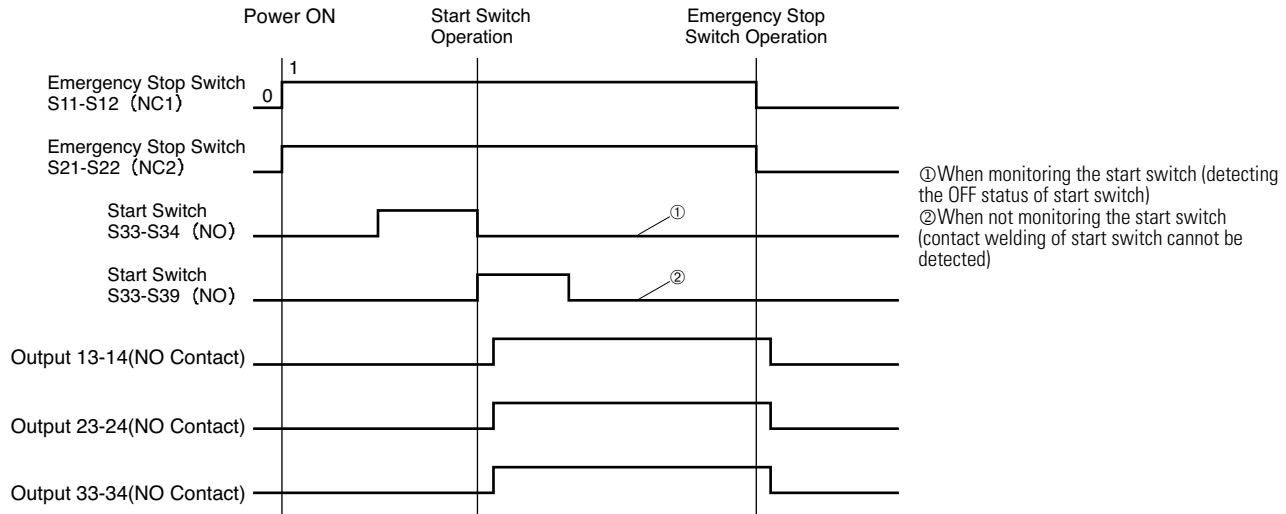 Power ON
Start Switch
Operation
Emergency Stop
Switch Operation
1
0
Emergency Stop Switch
S11-S12（NC1）
Emergency Stop Switch
S21-S22（NC2）
Start Switch
S33-S34（NO）
①
Start Switch
S33-S39（NO）
②
Output 13-14(NO Contact)
Output 23-24(NO Contact)
Output 33-34(NO Contact)
①When monitoring the start switch (detecting
the OFF status of start switch)
②When not monitoring the start switch
(contact welding of start switch cannot be
detected)